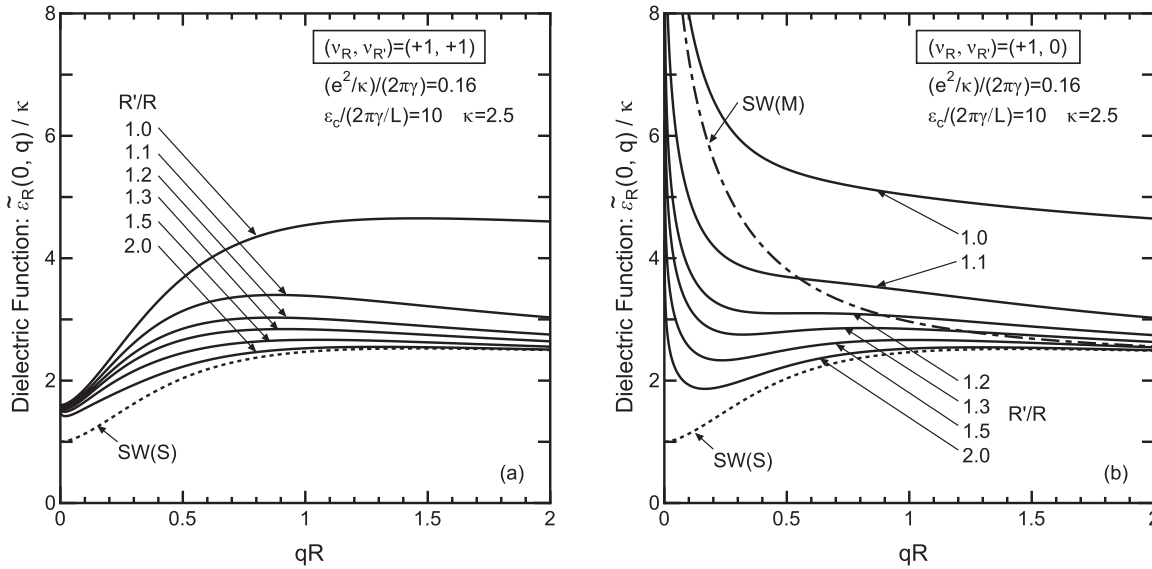 Dielectric Function: ε̃_R(0, q) / κ
8
6
4
2
0
(ν_R, ν_R')=(+1, +1)
(e²/κ)/(2πγ)=0.16
ε_c/(2πγ/L)=10 κ=2.5
R'/R
1.0
1.1
1.2
1.3
1.5
2.0
SW(S)
(a)
0 0.5 1 1.5 2
qR
Dielectric Function: ε̃_R(0, q) / κ
8
6
4
2
0
(ν_R, ν_R')=(+1, 0)
(e²/κ)/(2πγ)=0.16
ε_c/(2πγ/L)=10 κ=2.5
SW(M)
1.0
1.1
1.2
1.3
R'/R
1.5
2.0
SW(S)
(b)
0 0.5 1 1.5 2
qR